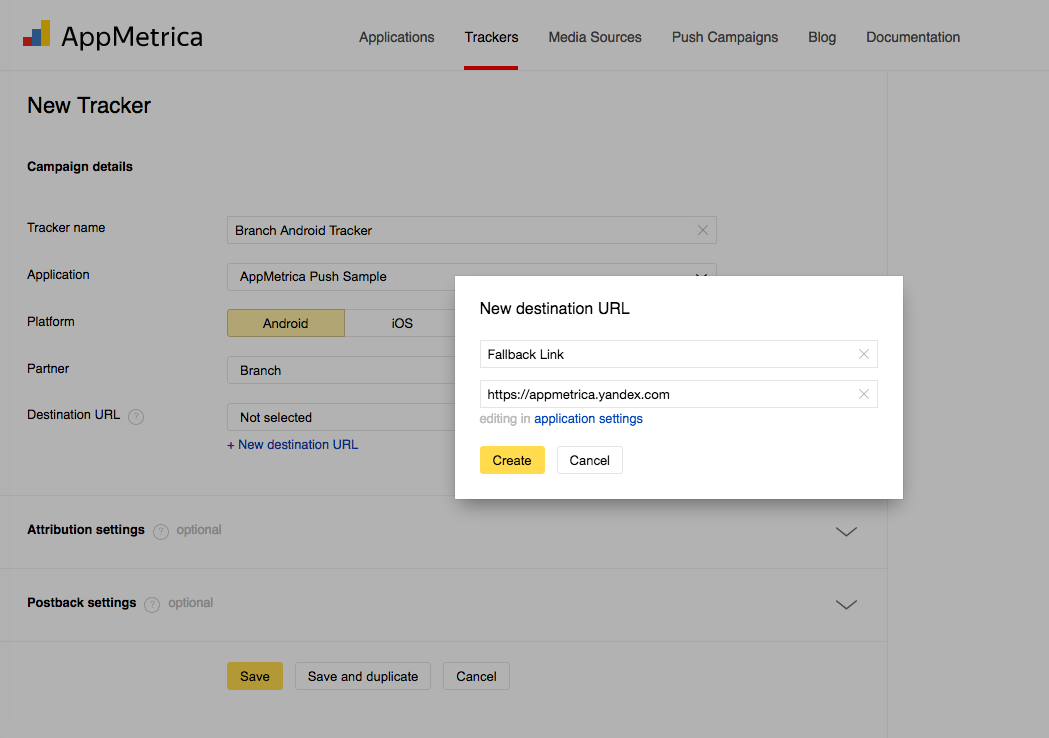 AppMetrica
Applications Trackers Media Sources Push Campaigns Blog Documentation
New Tracker
Campaign details
Tracker name Branch Android Tracker
Application AppMetrica Push Sample
Platform Android iOS
Partner Branch
Destination URL ? Not selected
+ New destination URL
New destination URL
Fallback Link
https://appmetrica.yandex.com
editing in application settings
Create Cancel
Attribution settings ? optional
Postback settings ? optional
Save Save and duplicate Cancel